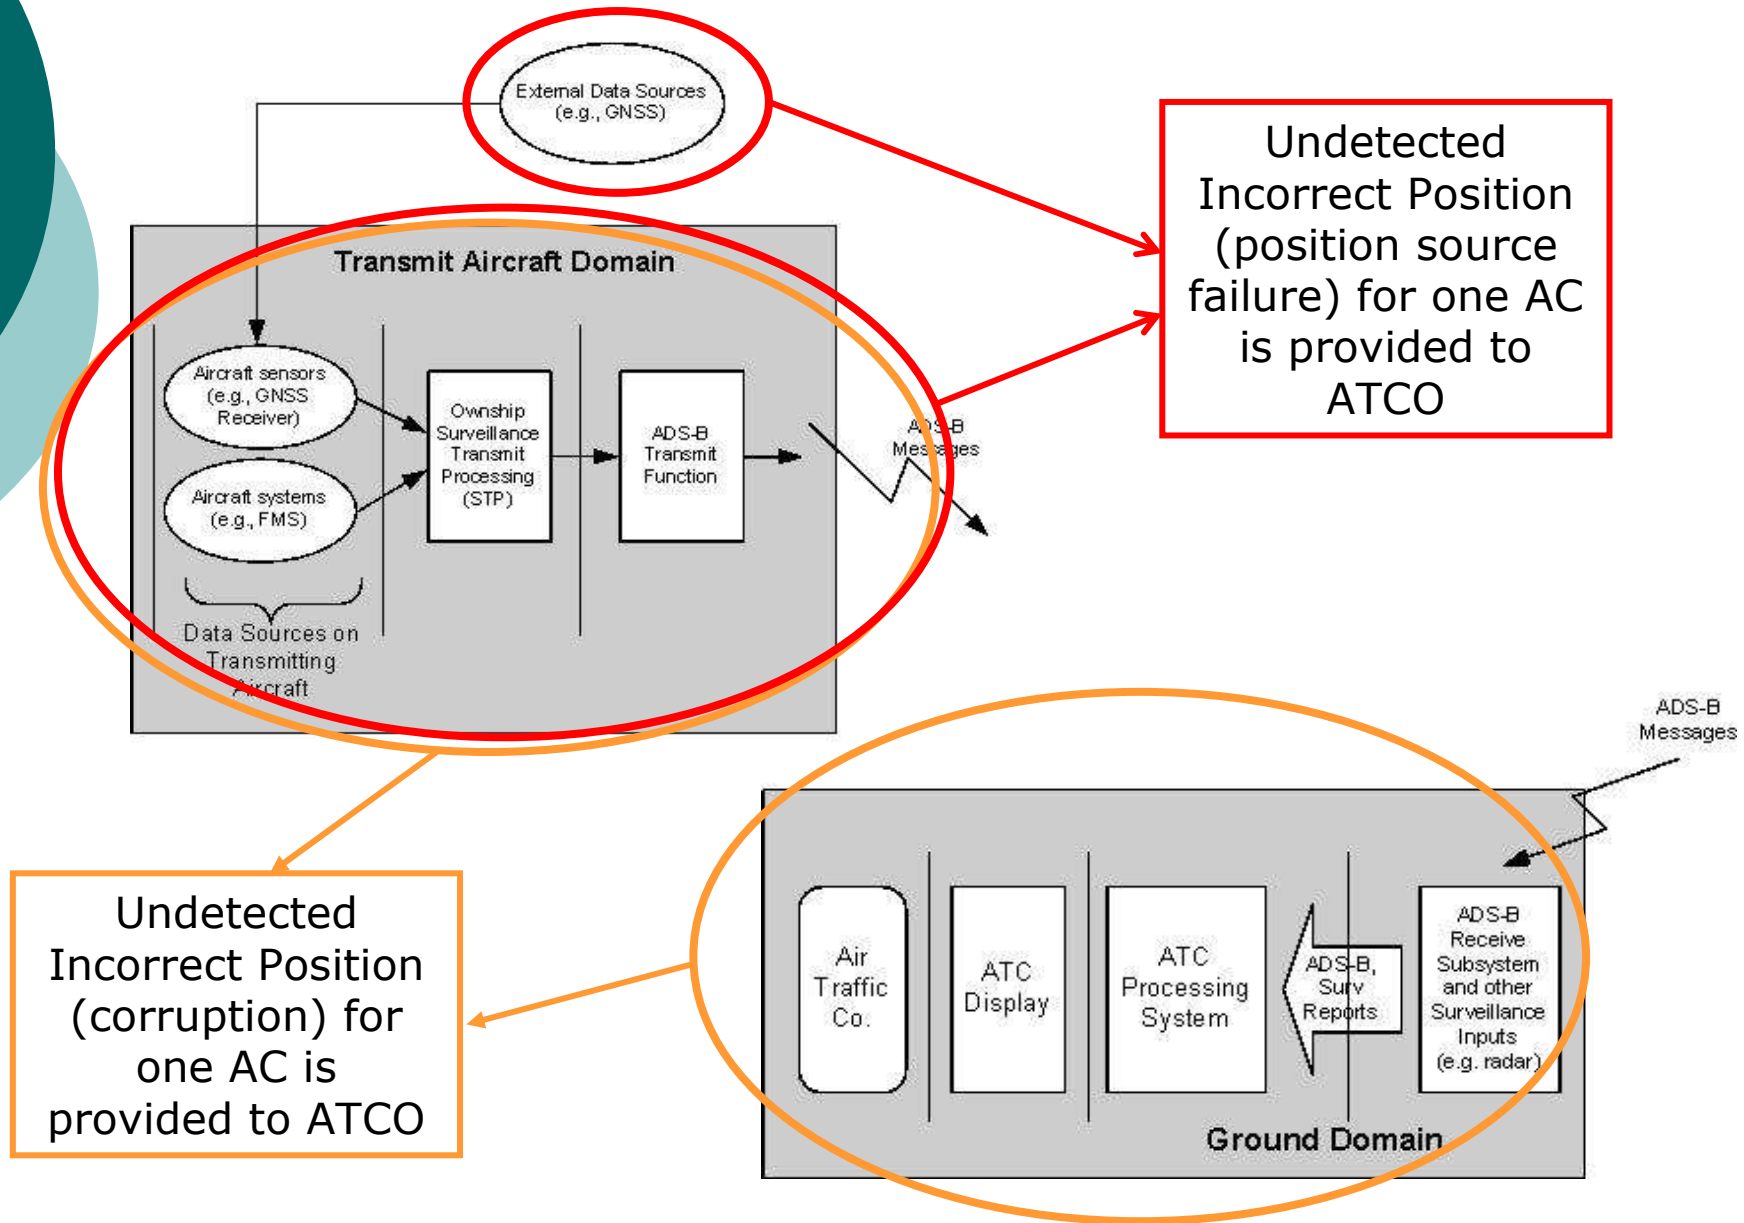 External Data Sources
(e.g., GNSS)
Undetected
Incorrect Position
(position source
failure) for one AC
is provided to
ATCO
Transmit Aircraft Domain
Aircraft sensors
(e.g., GNSS
Receiver)
Aircraft systems
(e.g., FMS)
Ownship
Surveillance
Transmit
Processing
(STP)
ADS-B
Transmit
Function
ADS-B
Messages
Data Sources on
Transmitting
Aircraft
ADS-B
Messages
Undetected
Incorrect Position
(corruption) for
one AC is
provided to ATCO
Air
Traffic
Co.
ATC
Display
ATC
Processing
System
ADS-B,
Surv
Reports
ADS-B
Receive
Subsystem
and other
Surveillance
Inputs
(e.g. radar)
Ground Domain